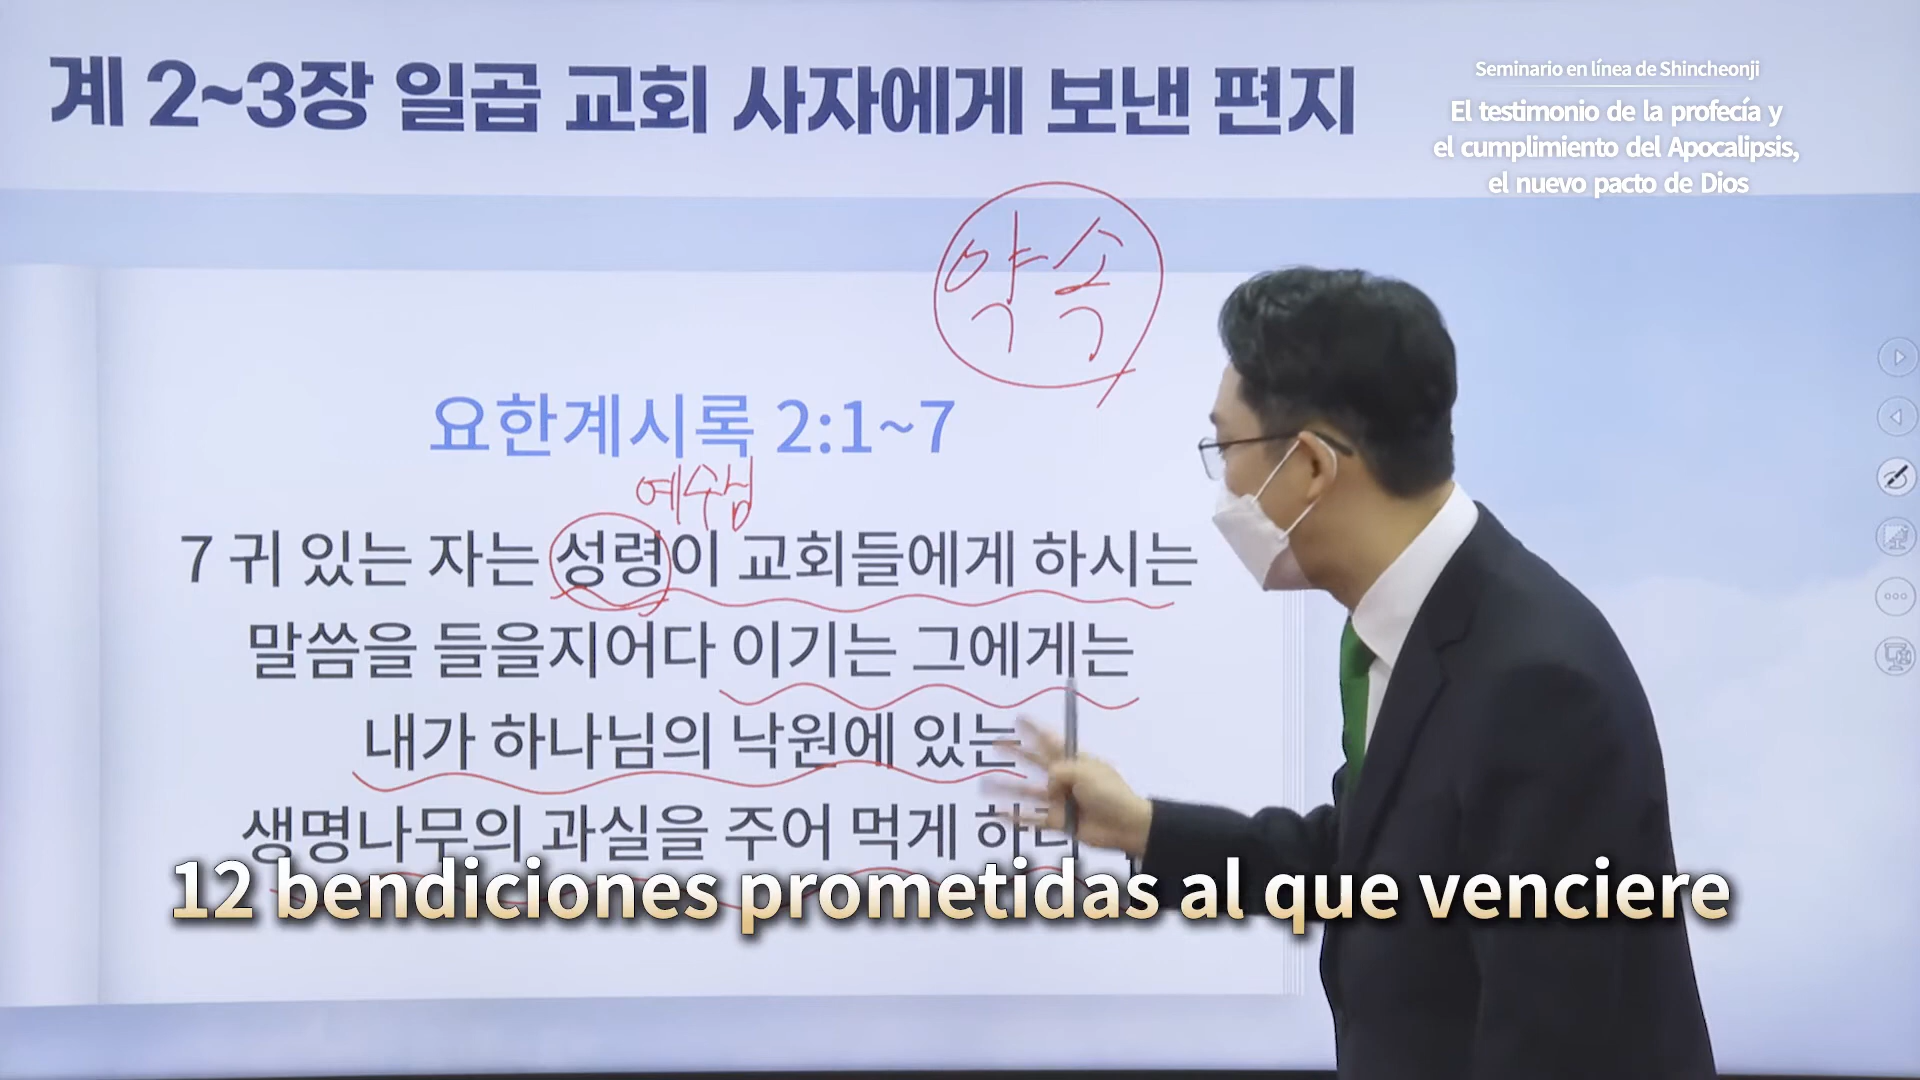 계 2~3장 일곱 교회 사자에게 보낸 편지
Seminario en línea de Shincheonji
El testimonio de la profecía y
el cumplimiento del Apocalipsis,
el nuevo pacto de Dios
약속
요한계시록 2:1~7
예수님
7 귀 있는 자는 성령이 교회들에게 하시는
말씀을 들을지어다 이기는 그에게는
내가 하나님의 낙원에 있는
생명나무의 과실을 주어 먹게 하리
12 bendiciones prometidas al que venciere